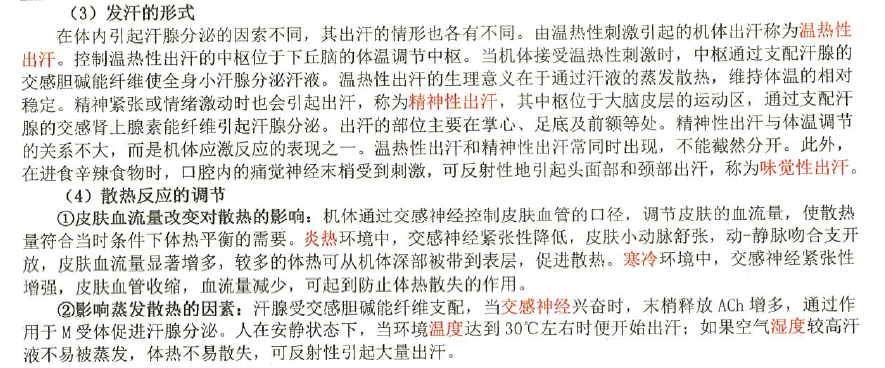 （3）发汗的形式
在体内引起汗腺分泌的因素不同，其出汗的情形也各有不同。由温热性刺激引起的机体出汗称为温热性
出汗。控制温热性出汗的中枢位于下丘脑的体温调节中枢。当机体接受温热性刺激时，中枢通过支配汗腺的
交感胆碱能纤维使全身小汗腺分泌汗液。温热性出汗的生理意义在于通过汗液的蒸发散热，维持体温的相对
稳定。精神紧张或情绪激动时也会引起出汗，称为精神性出汗，其中枢位于大脑皮层的运动区，通过支配汗
腺的交感肾上腺素能纤维引起汗腺分泌。出汗的部位主要在掌心、足底及前额等处。精神性出汗与体温调节
的关系不大，而是机体应激反应的表现之一。温热性出汗和精神性出汗常同时出现，不能截然分开。此外，
在进食辛辣食物时，口腔内的痛觉神经末梢受到刺激，可反射性地引起头面部和颈部出汗，称为味觉性出汗。
（4）散热反应的调节
①皮肤血流量改变对散热的影响：机体通过交感神经控制皮肤血管的口径，调节皮肤的血流量，使散热
量符合当时条件下体热平衡的需要。炎热环境中，交感神经紧张性降低，皮肤小动脉舒张，动-静脉吻合支开
放，皮肤血流量显著增多，较多的体热可从机体深部被带到表层，促进散热。寒冷环境中，交感神经紧张性
增强，皮肤血管收缩，血流量减少，可起到防止体热散失的作用。
②影响蒸发散热的因素：汗腺受交感胆碱能纤维支配，当交感神经兴奋时，末梢释放 ACh 增多，通过作
用于 M 受体促进汗腺分泌。人在安静状态下，当环境温度达到 30℃左右时便开始出汗；如果空气湿度较高汗
液不易被蒸发，体热不易散失，可反射性引起大量出汗。